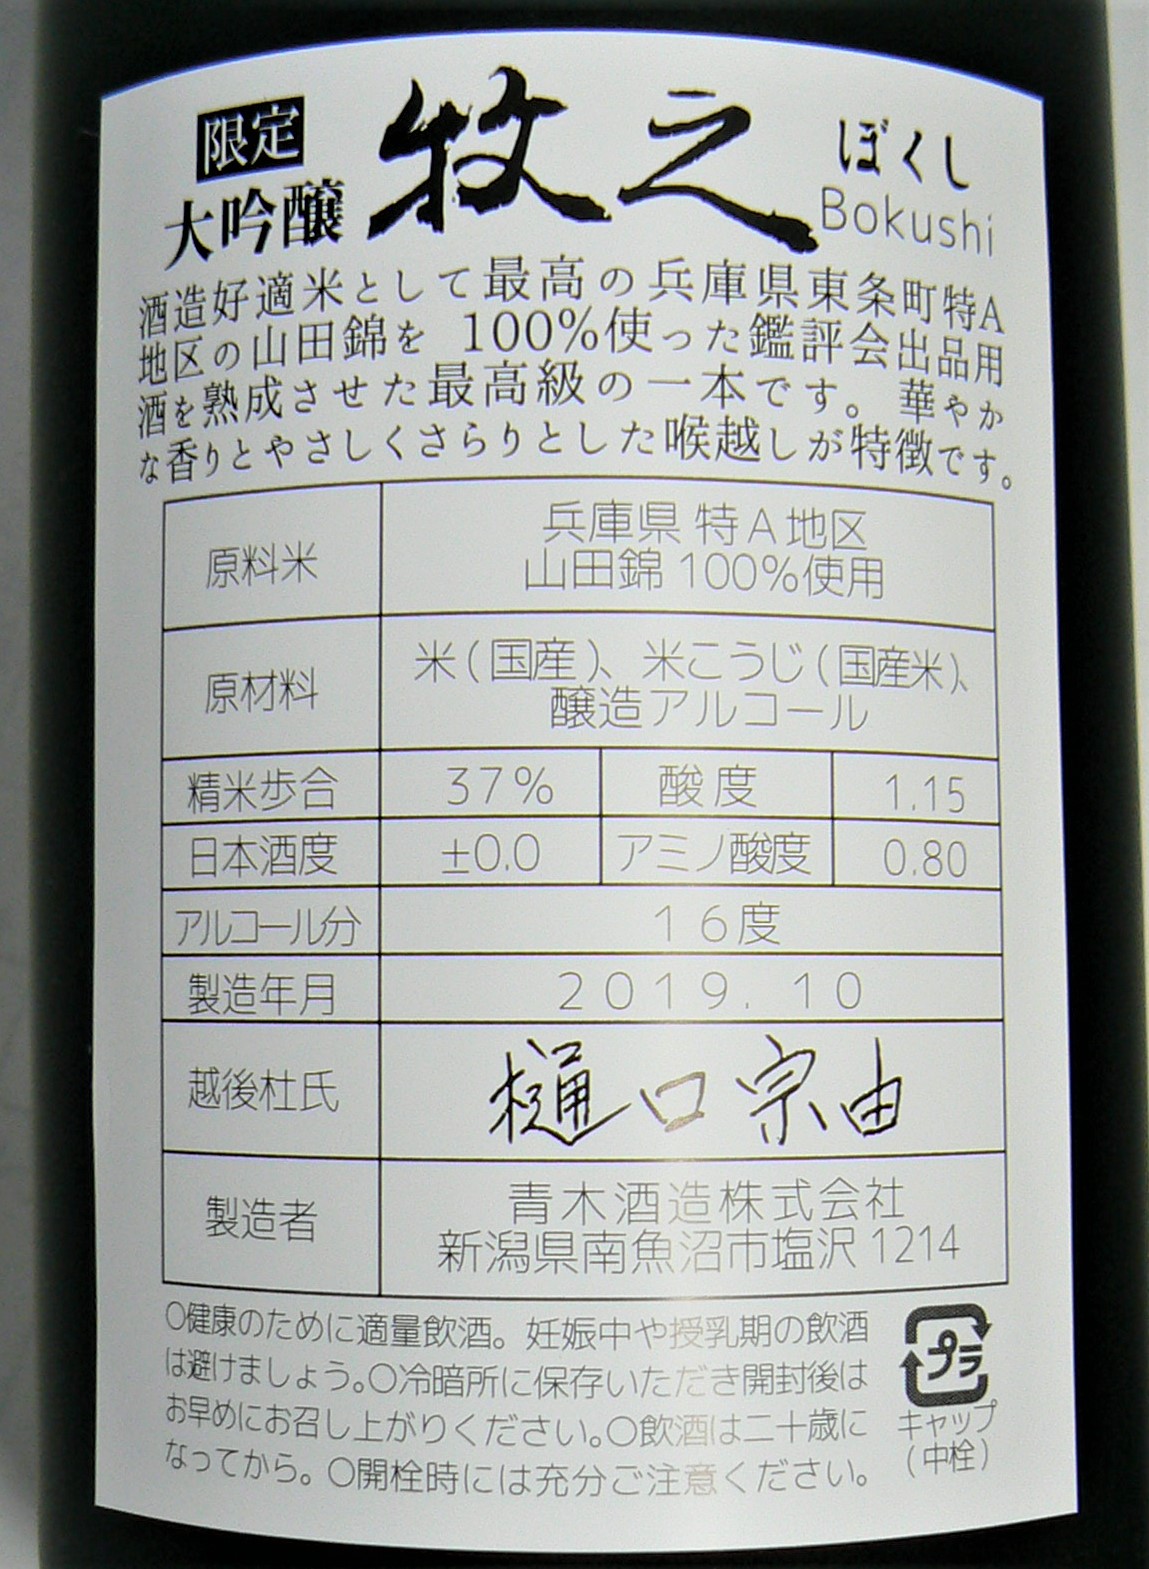 限定
大吟醸 牧之 ぼくし
Bokushi
酒造好適米として最高の兵庫県東条町特A
地区の山田錦を 100%使った鑑評会出品用
酒を熟成させた最高級の一本です。華やか
な香りとやさしくさらりとした喉越しが特徴です。
原料米 兵庫県 特A地区
山田錦 100%使用
原材料 米(国産)、米こうじ(国産米)、
醸造アルコール
精米歩合 37% 酸度 1.15
日本酒度 ±0.0 アミノ酸度 0.80
アルコール分 16度
製造年月 2019.10
越後杜氏 樋口宗由
製造者 青木酒造株式会社
新潟県南魚沼市塩沢1214
○健康のために適量飲酒。妊娠中や授乳期の飲酒
は避けましょう。○冷暗所に保存いただき開封後は
お早めにお召し上がりください。○飲酒は二十歳に
なってから。○開栓時には充分ご注意ください。
プラ
キャップ
(中栓)